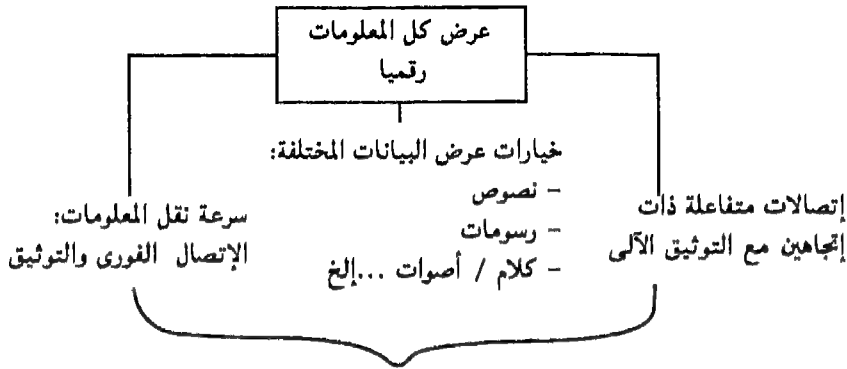 عرض كل المعلومات
رقميا
إتصالات متفاعلة ذات
إتجاهين مع التوثيق الآلى
خيارات عرض البيانات المختلفة:
– نصوص
– رسومات
– كلام / أصوات ...إلخ
سرعة نقل المعلومات:
الإتصال الفورى والتوثيق